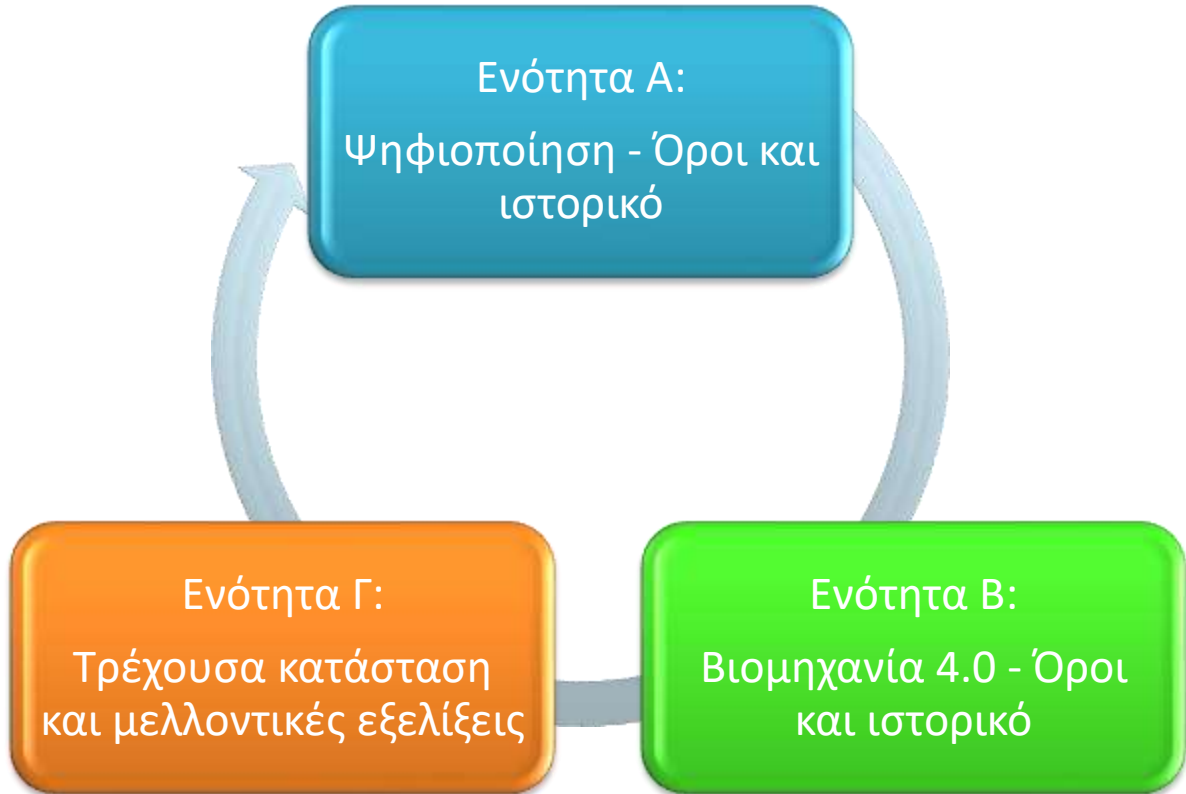 Ενότητα Α:
Ψηφιοποίηση - Όροι και
ιστορικό
Ενότητα Γ:
Τρέχουσα κατάσταση
και μελλοντικές εξελίξεις
Ενότητα Β:
Βιομηχανία 4.0 - Όροι
και ιστορικό